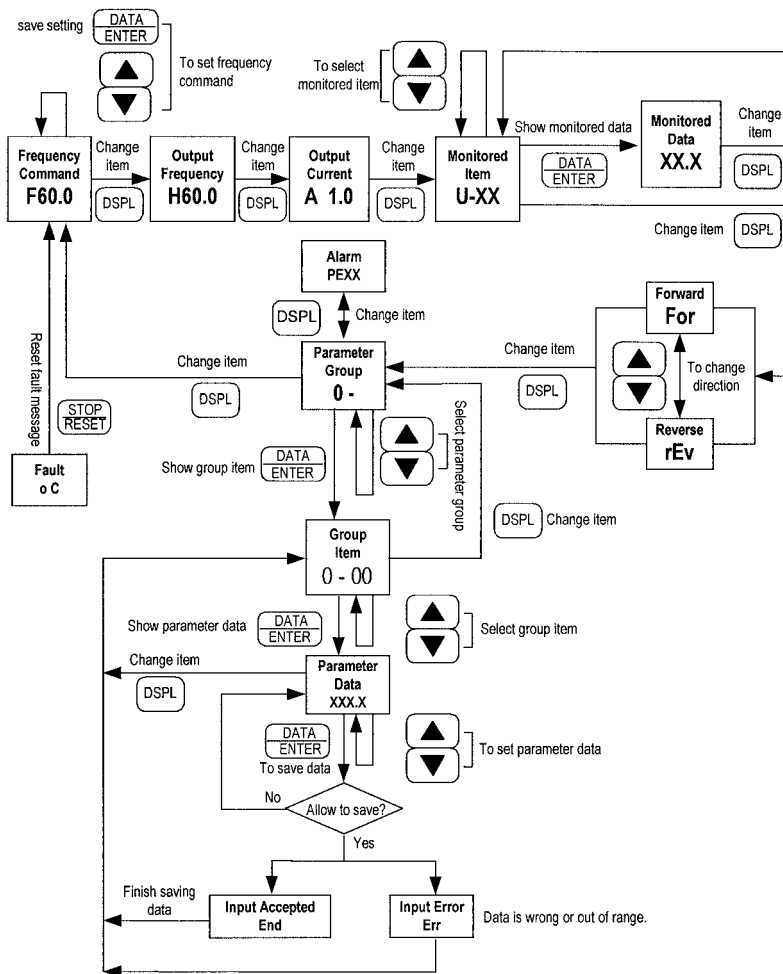 save setting
DATA
ENTER
To set frequency
command
To select
monitored item
Frequency
Command
F60.0
Change
item
DSPL
Output
Frequency
H60.0
Change
item
DSPL
Output
Current
A 1.0
Change
item
DSPL
Monitored
Item
U-XX
Show monitored data
DATA
ENTER
Monitored
Data
XX.X
Change
item
DSPL
Change item
DSPL
Alarm
PEXX
DSPL
Change item
Forward
For
To change
direction
Reverse
rEv
Change item
DSPL
Parameter
Group
0 -
Change item
DSPL
Reset fault message
STOP
RESET
Fault
o C
Show group item
DATA
ENTER
Select parameter
group
DSPL
Change item
Group
Item
0 - 00
Show parameter data
DATA
ENTER
Select group item
Change item
DSPL
Parameter
Data
XXX.X
DATA
ENTER
To save data
To set parameter data
No
Allow to save?
Yes
Finish saving
data
Input Accepted
End
Input Error
Err
Data is wrong or out of range.